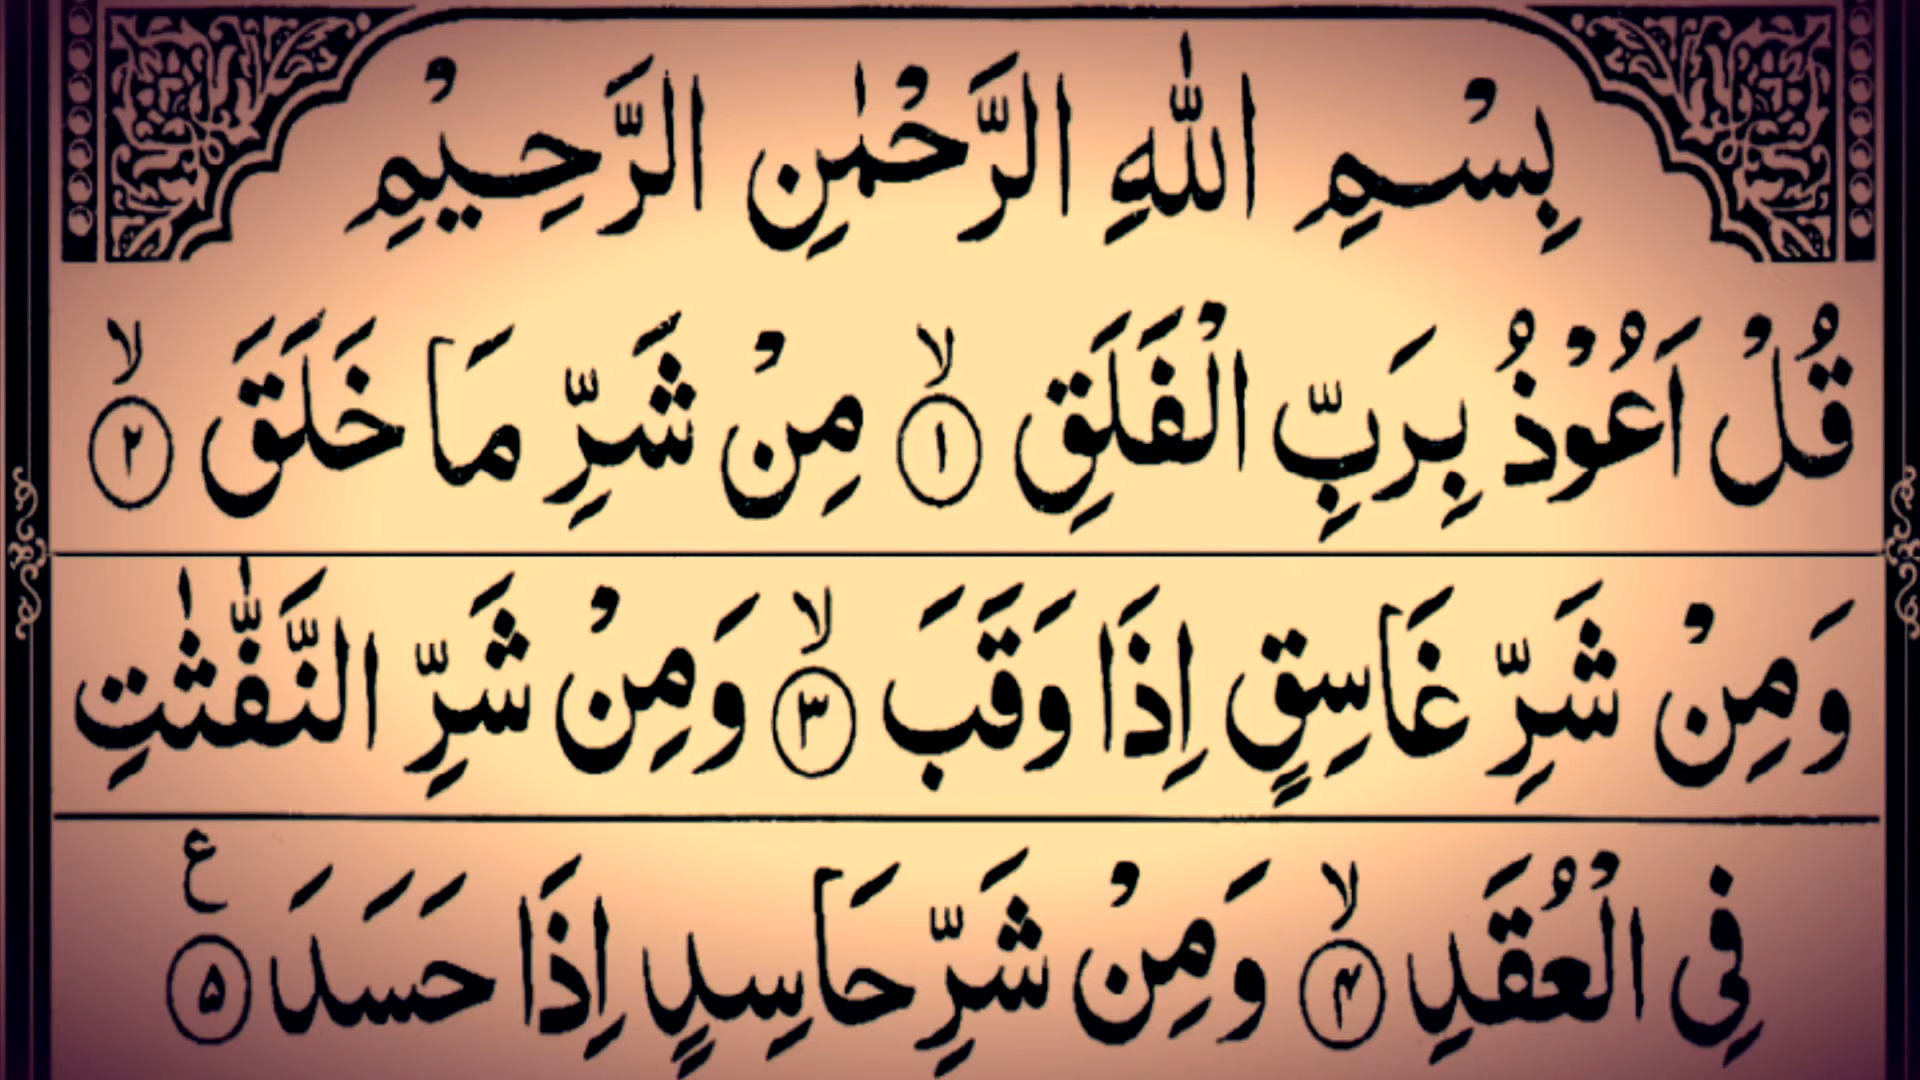 بِسْمِ اللّٰهِ الرَّحْمٰنِ الرَّحِيْمِ
قُلْ اَعُوْذُ بِرَبِّ الْفَلَقِ ۙ‏﴿۱﴾ مِنْ شَرِّ مَا خَلَقَ ۙ‏﴿۲﴾
وَمِنْ شَرِّ غَاسِقٍ اِذَا وَقَبَ ۙ‏﴿۳﴾ وَمِنْ شَرِّ النَّفّٰثٰتِ
فِى الْعُقَدِ ۙ‏﴿۴﴾ وَمِنْ شَرِّ حَاسِدٍ اِذَا حَسَدَ ﴿۵﴾ ع